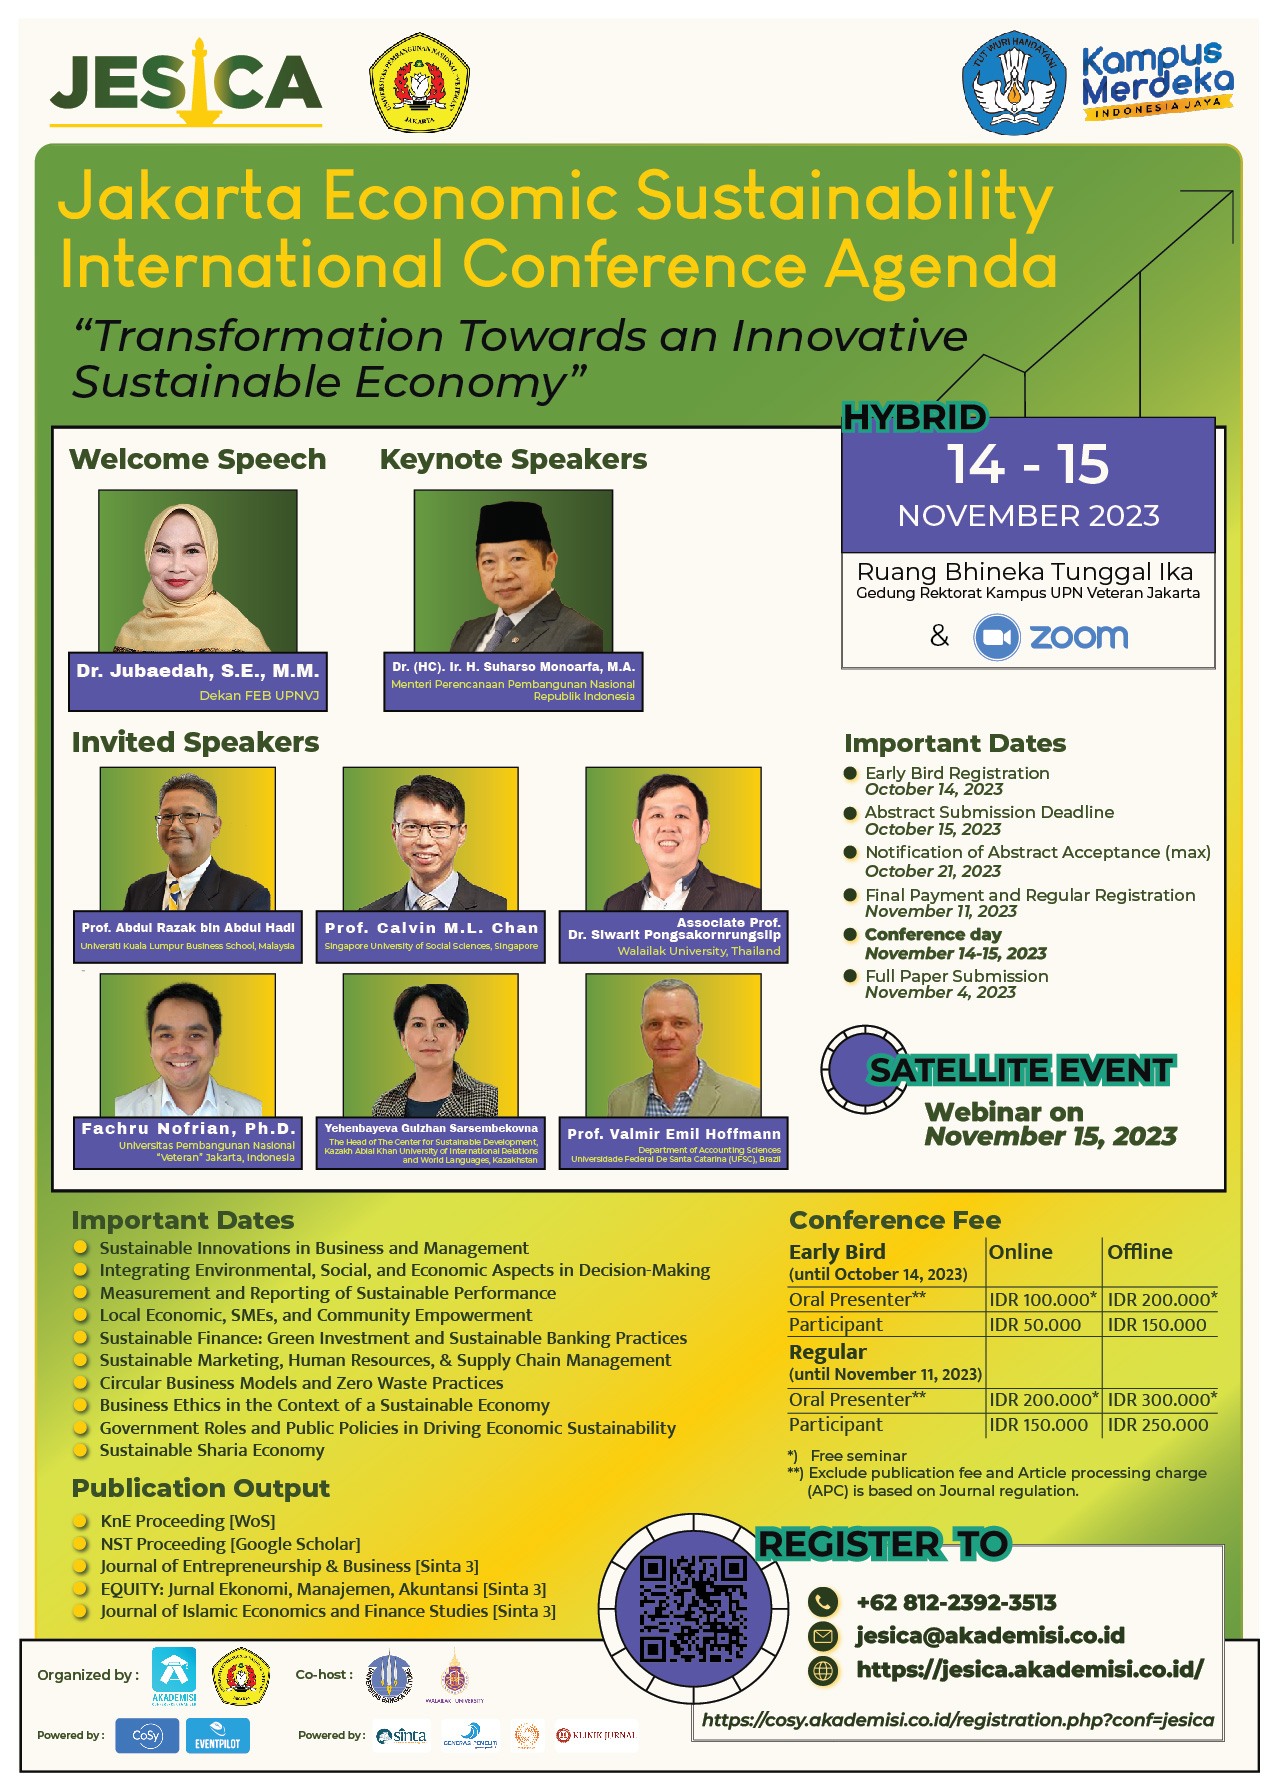 JESICA
UNIVERSITAS PEMBANGUNAN NASIONAL "VETERAN"
JAKARTA
TUT WURI HANDAYANI
Kampus
Merdeka
INDONESIA JAYA
Jakarta Economic Sustainability
International Conference Agenda
“Transformation Towards an Innovative
Sustainable Economy”
HYBRID
14 - 15
NOVEMBER 2023
Ruang Bhineka Tunggal Ika
Gedung Rektorat Kampus UPN Veteran Jakarta
& zoom
Welcome Speech
Dr. Jubaedah, S.E., M.M.
Dekan FEB UPNVJ
Keynote Speakers
Dr. (HC). Ir. H. Suharso Monoarfa, M.A.
Menteri Perencanaan Pembangunan Nasional
Republik Indonesia
Invited Speakers
Prof. Abdul Razak bin Abdul Hadi
Universiti Kuala Lumpur Business School, Malaysia
Prof. Calvin M.L. Chan
Singapore University of Social Sciences, Singapore
Associate Prof.
Dr. Siwarit Pongsakornrungsilp
Walailak University, Thailand
Fachru Nofrian, Ph.D.
Universitas Pembangunan Nasional
“Veteran” Jakarta, Indonesia
Yehenbayeva Gulzhan Sarsembekovna
The Head of The Center for Sustainable Development,
Kazakh Ablai Khan University of International Relations
and World Languages, Kazakhstan
Prof. Valmir Emil Hoffmann
Department of Accounting Sciences
Universidade Federal De Santa Catarina (UFSC), Brazil
Important Dates
Early Bird Registration
October 14, 2023
Abstract Submission Deadline
October 15, 2023
Notification of Abstract Acceptance (max)
October 21, 2023
Final Payment and Regular Registration
November 11, 2023
Conference day
November 14-15, 2023
Full Paper Submission
November 4, 2023
SATELLITE EVENT
Webinar on
November 15, 2023
Important Dates
Sustainable Innovations in Business and Management
Integrating Environmental, Social, and Economic Aspects in Decision-Making
Measurement and Reporting of Sustainable Performance
Local Economic, SMEs, and Community Empowerment
Sustainable Finance: Green Investment and Sustainable Banking Practices
Sustainable Marketing, Human Resources, & Supply Chain Management
Circular Business Models and Zero Waste Practices
Business Ethics in the Context of a Sustainable Economy
Government Roles and Public Policies in Driving Economic Sustainability
Sustainable Sharia Economy
Publication Output
KnE Proceeding [WoS]
NST Proceeding [Google Scholar]
Journal of Entrepreneurship & Business [Sinta 3]
EQUITY: Jurnal Ekonomi, Manajemen, Akuntansi [Sinta 3]
Journal of Islamic Economics and Finance Studies [Sinta 3]
Conference Fee
Early Bird Online Offline
(until October 14, 2023)
Oral Presenter** IDR 100.000* IDR 200.000*
Participant IDR 50.000 IDR 150.000
Regular
(until November 11, 2023)
Oral Presenter** IDR 200.000* IDR 300.000*
Participant IDR 150.000 IDR 250.000
*) Free seminar
**) Exclude publication fee and Article processing charge
(APC) is based on Journal regulation.
REGISTER TO
+62 812-2392-3513
jesica@akademisi.co.id
https://jesica.akademisi.co.id/
https://cosy.akademisi.co.id/registration.php?conf=jesica
Organized by :
AKADEMISI
Co-host :
UNIVERSITAS BANGKA BELITUNG
WALAILAK UNIVERSITY
Powered by :
CoSy
EVENTPILOT
Powered by :
sinta
GENERASI PENELITI
KLINIK JURNAL